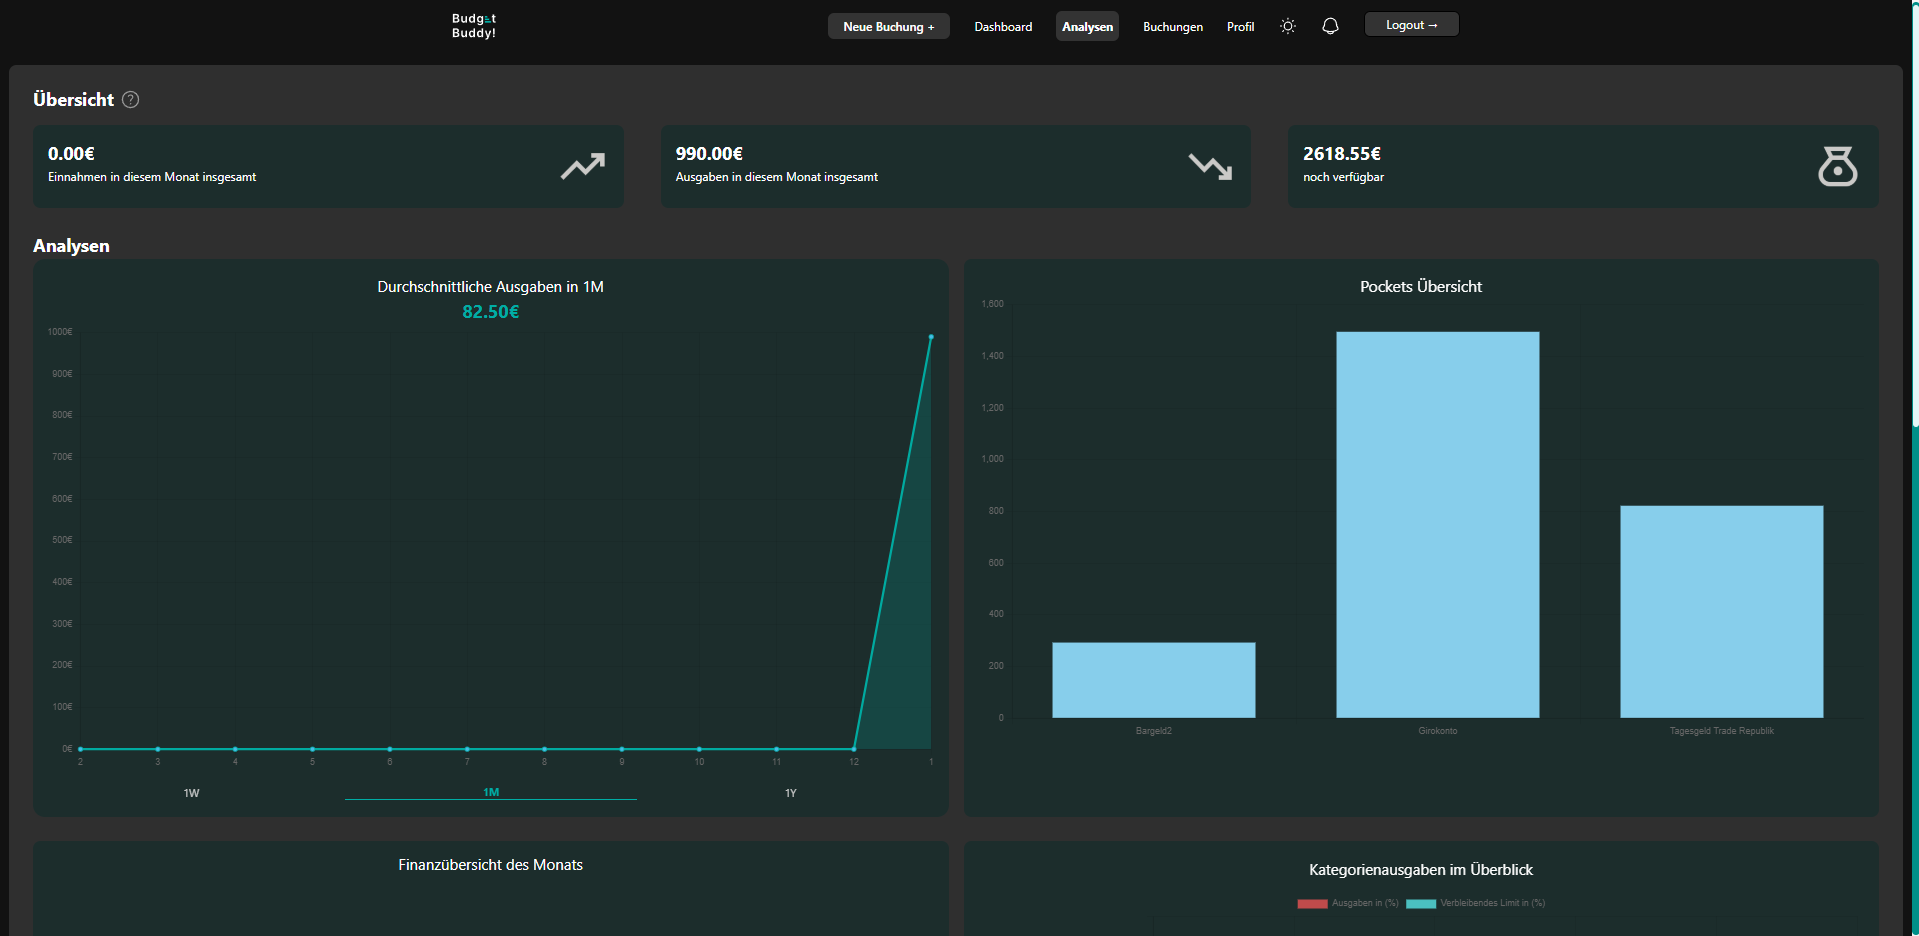 Budget
Buddy!
Neue Buchung +
Dashboard
Analysen
Buchungen
Profil
Logout →
Übersicht ?
0.00€
Einnahmen in diesem Monat insgesamt
990.00€
Ausgaben in diesem Monat insgesamt
2618.55€
noch verfügbar
Analysen
Durchschnittliche Ausgaben in 1M
82.50€
1000€
900€
800€
700€
600€
500€
400€
300€
200€
100€
0€
2 3 4 5 6 7 8 9 10 11 12 1
1W 1M 1Y
Pockets Übersicht
1,600
1,400
1,200
1,000
800
600
400
200
0
Bargeld2 Girokonto Tagesgeld Trade Republik
Finanzübersicht des Monats
Kategorienausgaben im Überblick
Ausgaben in (%) Verbleibendes Limit in (%)